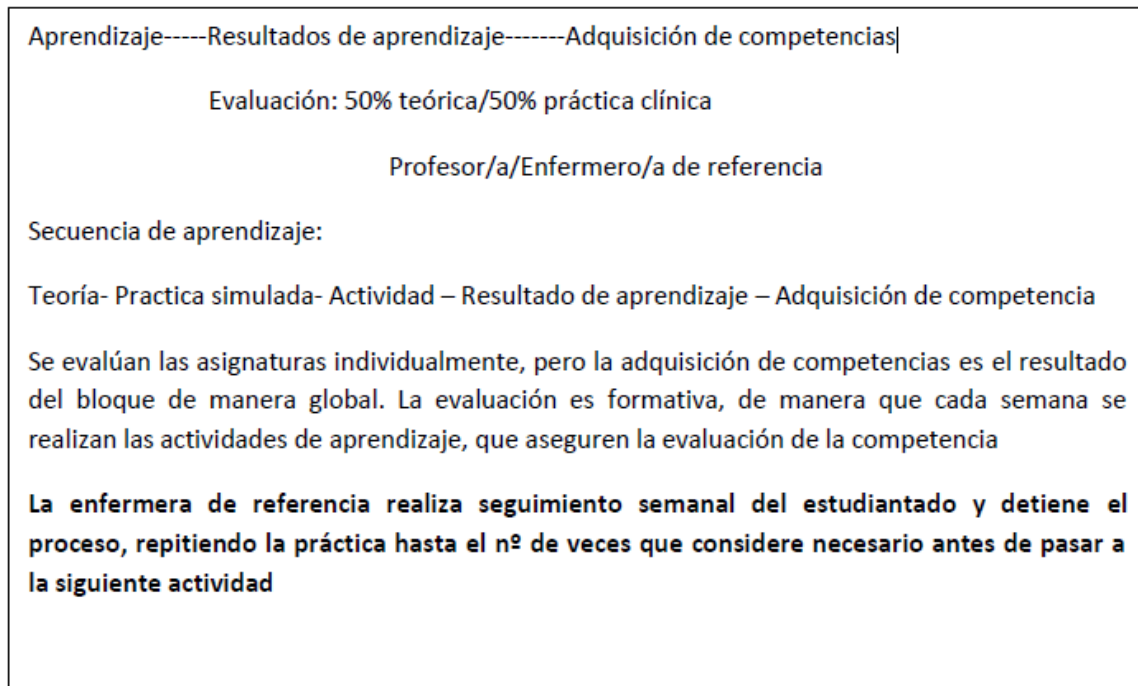 Aprendizaje-----Resultados de aprendizaje-------Adquisición de competencias
Evaluación: 50% teórica/50% práctica clínica
Profesor/a/Enfermero/a de referencia
Secuencia de aprendizaje:
Teoría- Practica simulada- Actividad – Resultado de aprendizaje – Adquisición de competencia
Se evalúan las asignaturas individualmente, pero la adquisición de competencias es el resultado
del bloque de manera global. La evaluación es formativa, de manera que cada semana se
realizan las actividades de aprendizaje, que aseguren la evaluación de la competencia
La enfermera de referencia realiza seguimiento semanal del estudiantado y detiene el
proceso, repitiendo la práctica hasta el nº de veces que considere necesario antes de pasar a
la siguiente actividad